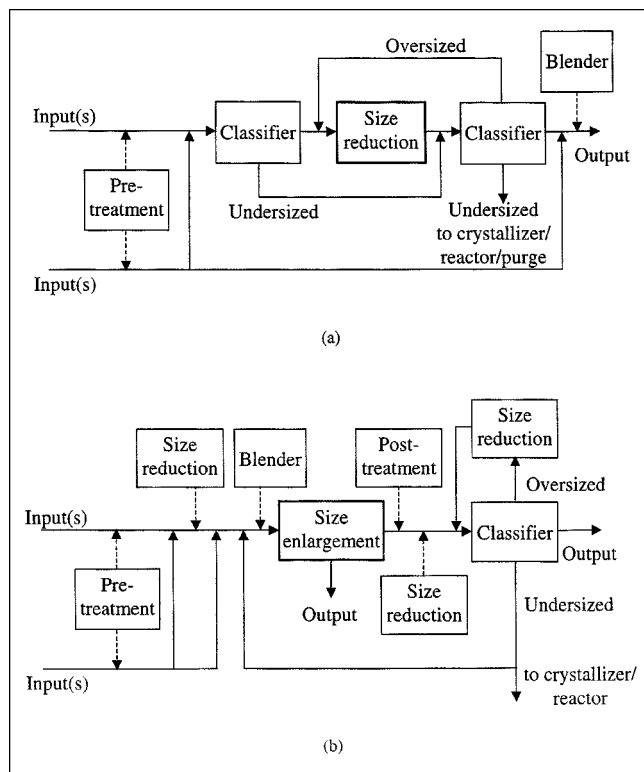 Oversized
Blender
Input(s)
Classifier
Size
reduction
Classifier
Output
Pre-
treatment
Undersized
Undersized
to crystallizer/
reactor/purge
Input(s)
(a)
Size
reduction
Blender
Post-
treatment
Size
reduction
Oversized
Input(s)
Size
enlargement
Classifier
Output
Pre-
treatment
Output
Size
reduction
Undersized
Input(s)
to crystallizer/
reactor
(b)